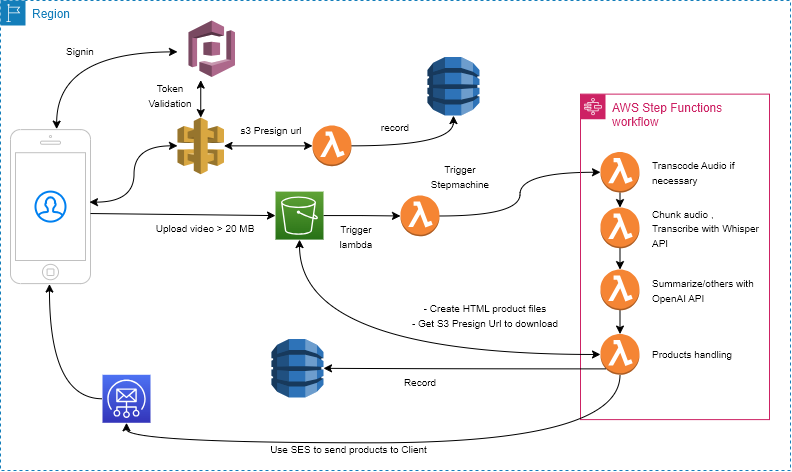 Region
Signin
Token
Validation
s3 Presign url
record
AWS Step Functions
workflow
Trigger
Stepmachine
Transcode Audio if
necessary
Upload video > 20 MB
Trigger
lambda
Chunk audio ,
Transcribe with Whisper
API
Summarize/others with
OpenAI API
- Create HTML product files
- Get S3 Presign Url to download
Products handling
Record
Use SES to send products to Client